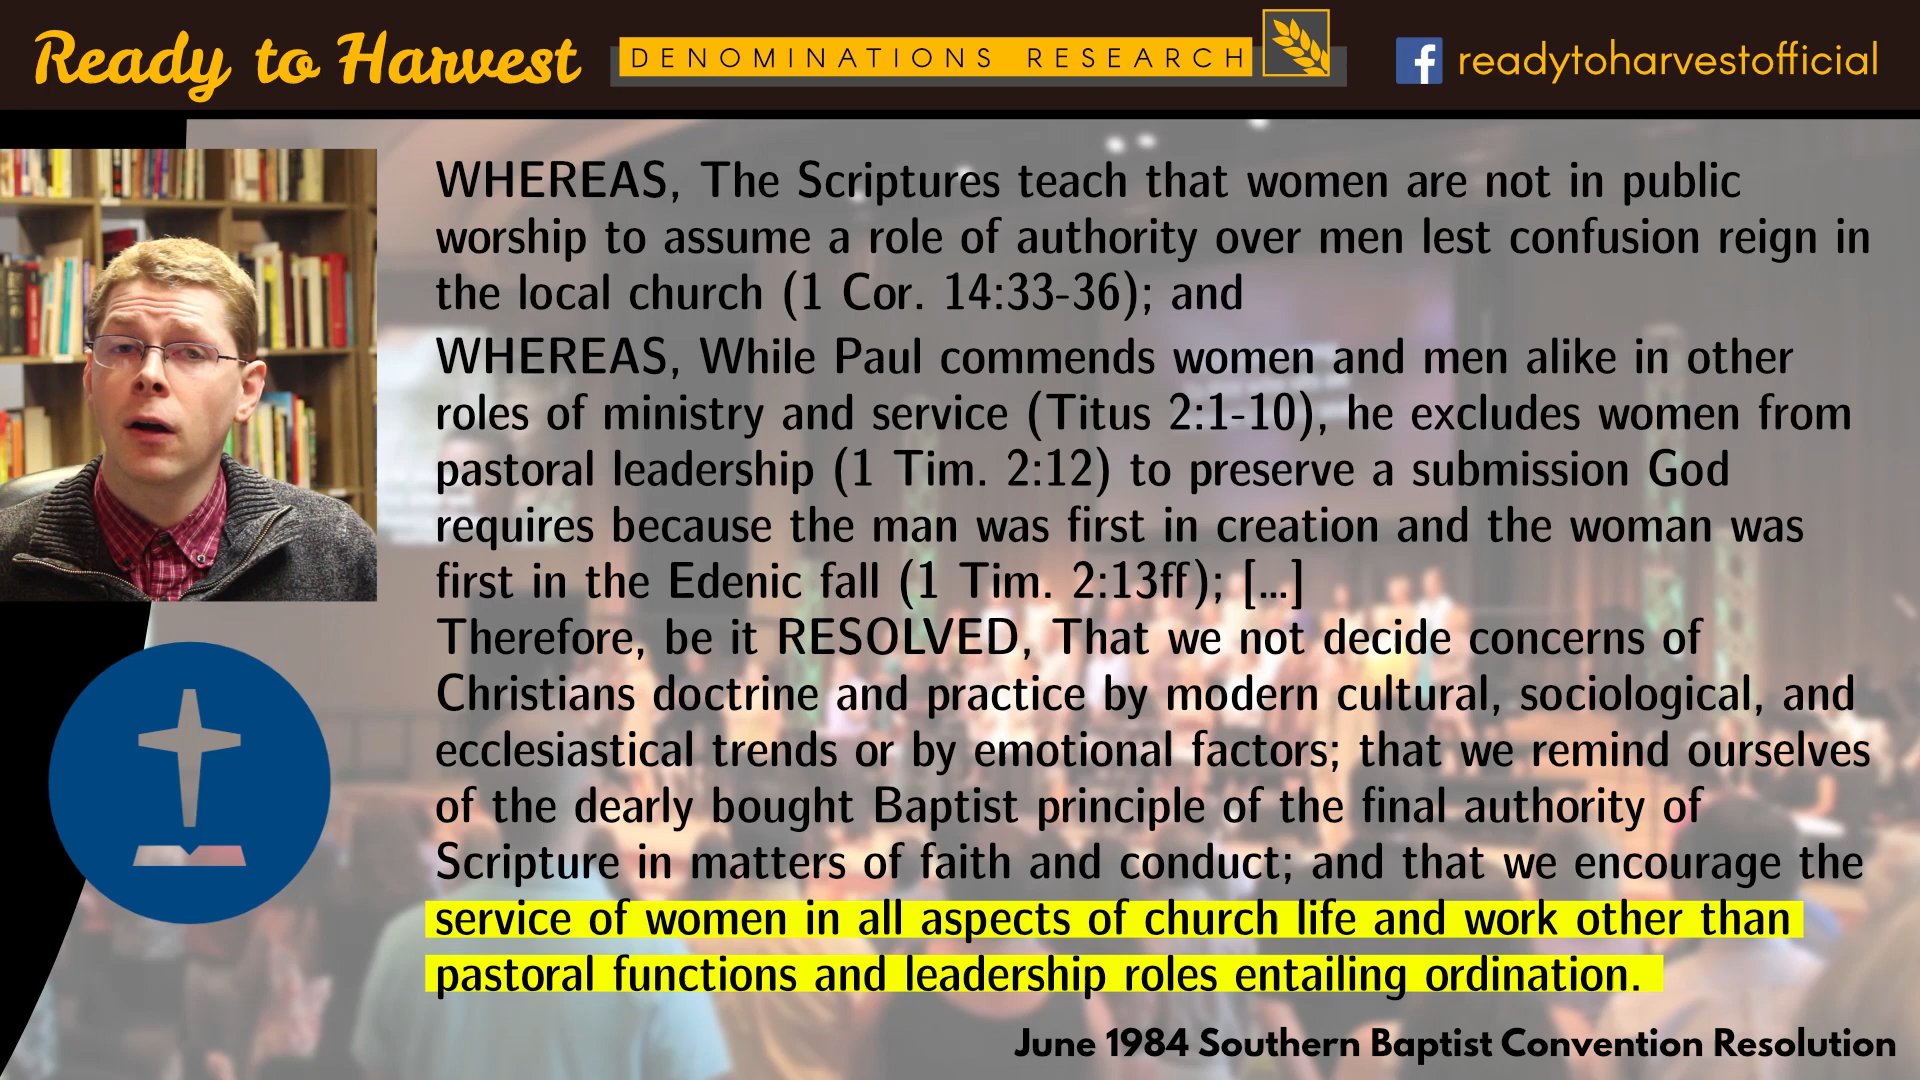 Ready to Harvest
DENOMINATIONS RESEARCH
readytoharvestofficial
WHEREAS, The Scriptures teach that women are not in public
worship to assume a role of authority over men lest confusion reign in
the local church (1 Cor. 14:33-36); and
WHEREAS, While Paul commends women and men alike in other
roles of ministry and service (Titus 2:1-10), he excludes women from
pastoral leadership (1 Tim. 2:12) to preserve a submission God
requires because the man was first in creation and the woman was
first in the Edenic fall (1 Tim. 2:13ff); [...]
Therefore, be it RESOLVED, That we not decide concerns of
Christians doctrine and practice by modern cultural, sociological, and
ecclesiastical trends or by emotional factors; that we remind ourselves
of the dearly bought Baptist principle of the final authority of
Scripture in matters of faith and conduct; and that we encourage the
service of women in all aspects of church life and work other than
pastoral functions and leadership roles entailing ordination.
June 1984 Southern Baptist Convention Resolution